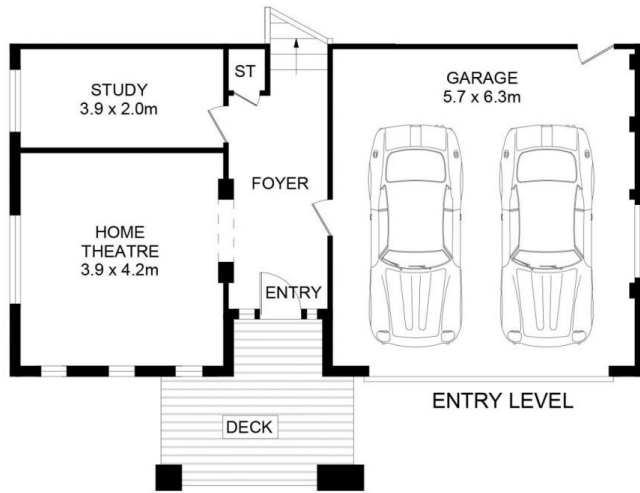 STUDY
3.9 x 2.0m
ST
GARAGE
5.7 x 6.3m
FOYER
HOME
THEATRE
3.9 x 4.2m
ENTRY
ENTRY LEVEL
DECK